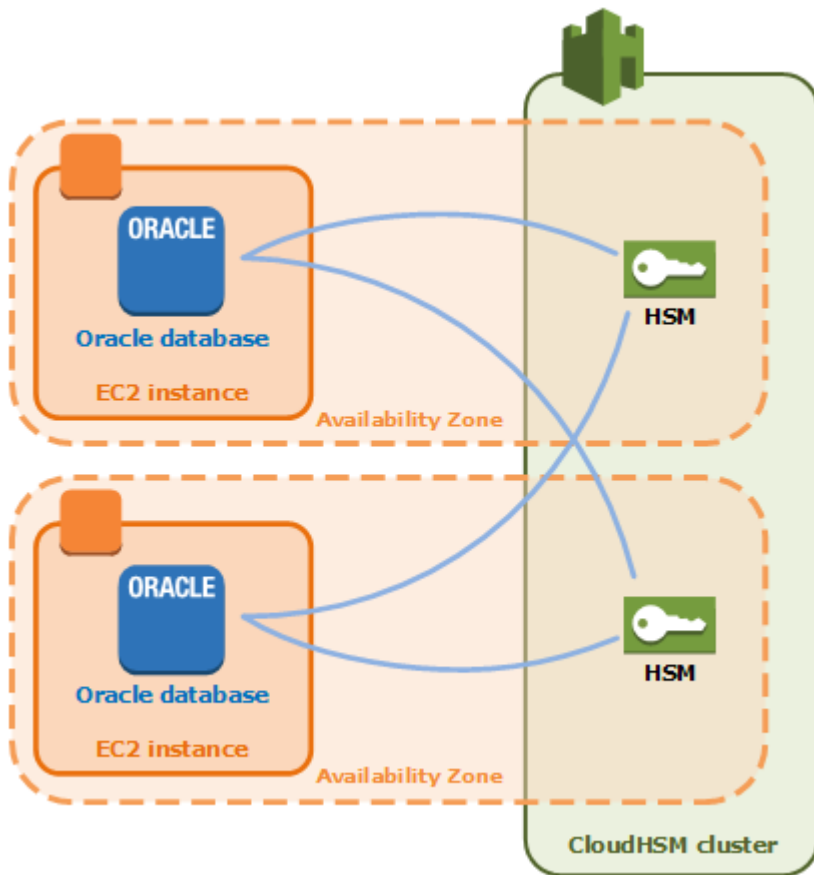 ORACLE
Oracle database
EC2 instance
HSM
Availability Zone
ORACLE
Oracle database
EC2 instance
HSM
Availability Zone
CloudHSM cluster